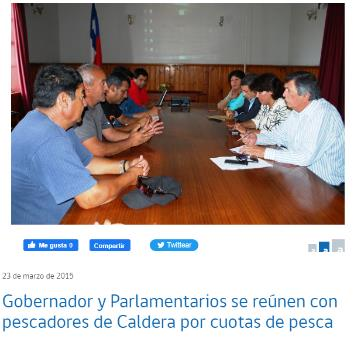 Me gusta 0
Compartir
Twittear
a a a
23 de marzo de 2015
Gobernador y Parlamentarios se reúnen con
pescadores de Caldera por cuotas de pesca